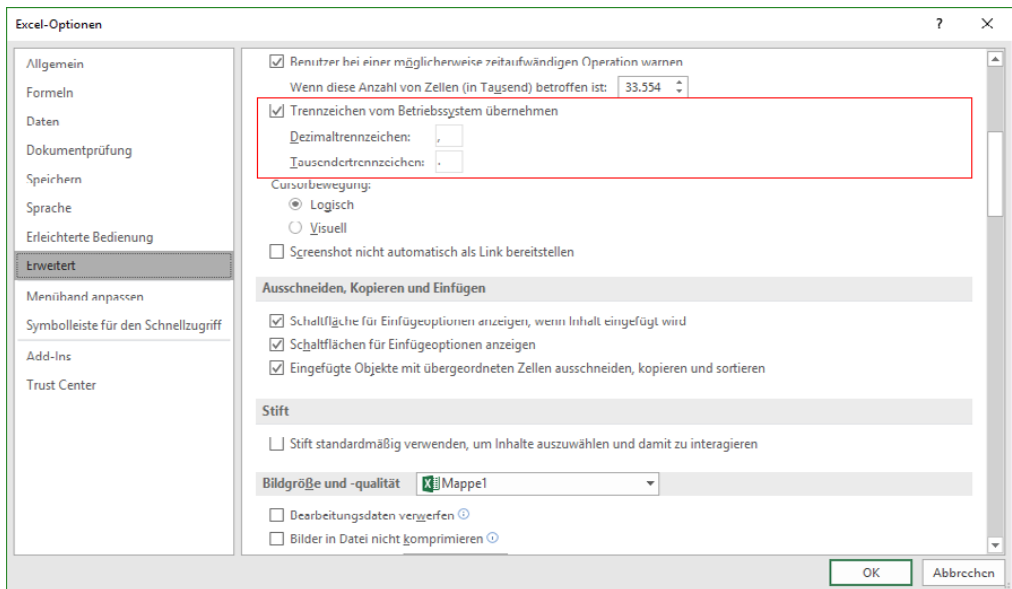 Excel-Optionen ? ×
Allgemein
Formeln
Daten
Dokumentprüfung
Speichern
Sprache
Erleichterte Bedienung
Erweitert
Menüband anpassen
Symbolleiste für den Schnellzugriff
Add-Ins
Trust Center
Benutzer bei einer möglicherweise zeitaufwändigen Operation warnen
Wenn diese Anzahl von Zellen (in Tausend) betroffen ist: 33.554
Trennzeichen vom Betriebssystem übernehmen
Dezimaltrennzeichen: ,
Tausendertrennzeichen: .
Cursorbewegung:
Logisch
Visuell
Screenshot nicht automatisch als Link bereitstellen
Ausschneiden, Kopieren und Einfügen
Schaltfläche für Einfügeoptionen anzeigen, wenn Inhalt eingefügt wird
Schaltflächen für Einfügeoptionen anzeigen
Eingefügte Objekte mit übergeordneten Zellen ausschneiden, kopieren und sortieren
Stift
Stift standardmäßig verwenden, um Inhalte auszuwählen und damit zu interagieren
Bildgröße und -qualität Mappe1
Bearbeitungsdaten verwerfen
Bilder in Datei nicht komprimieren
OK Abbrechen